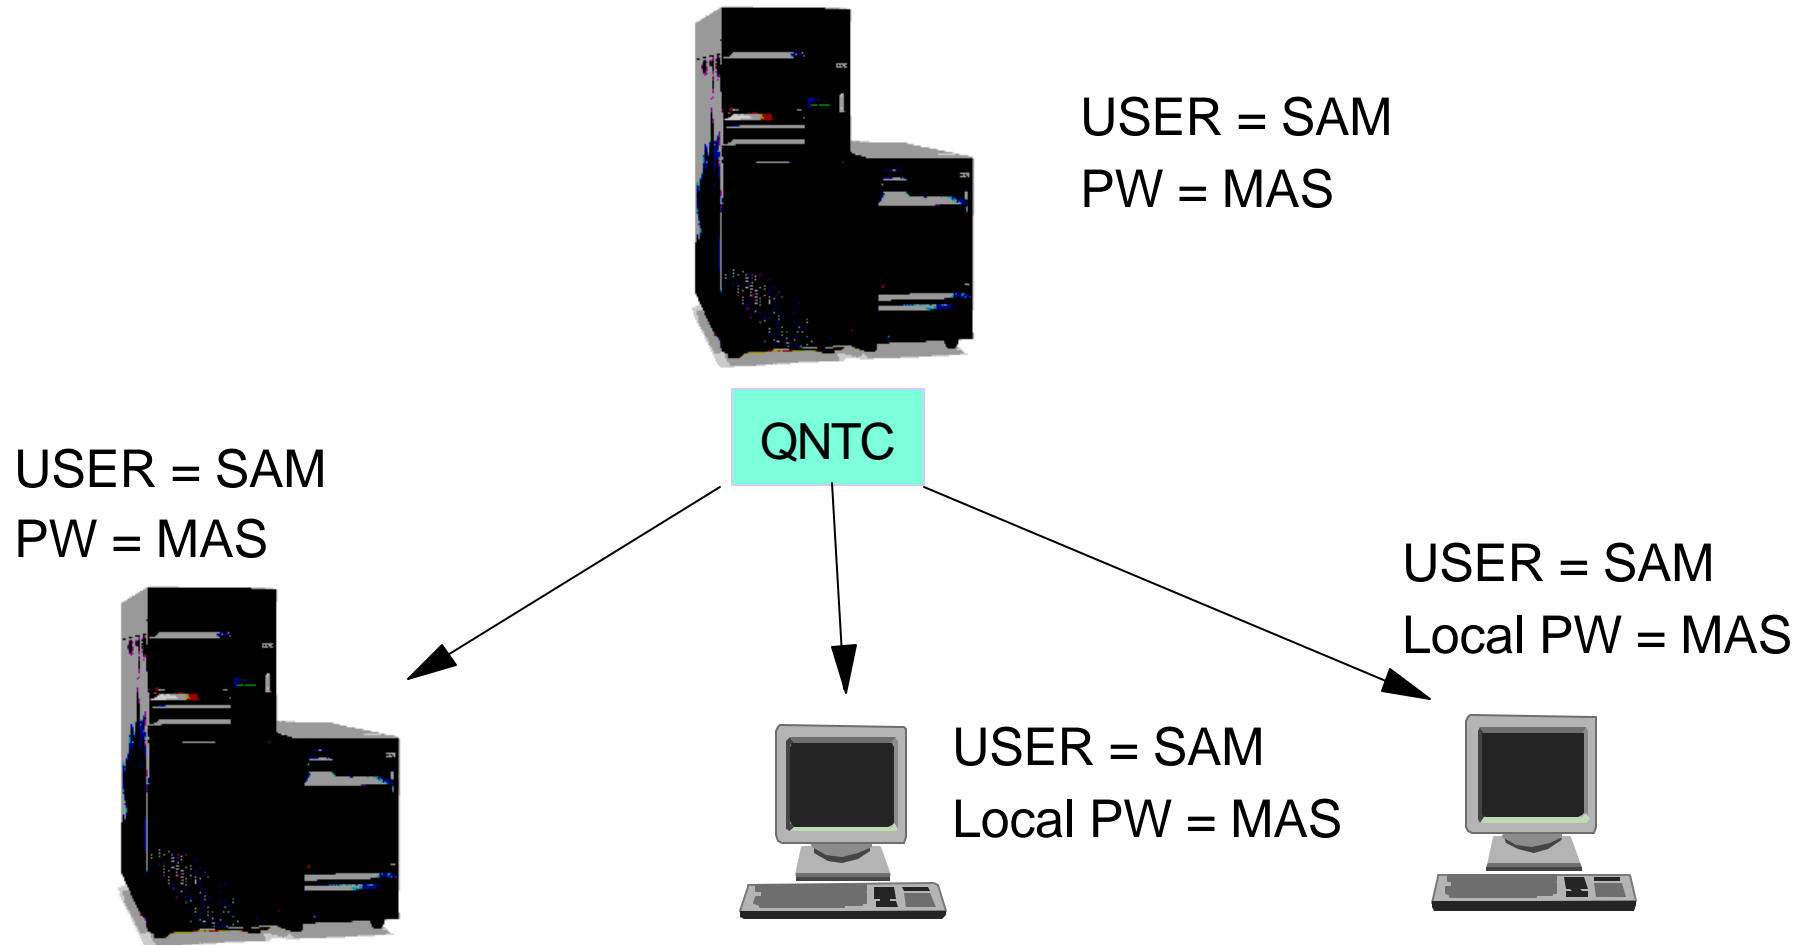 USER = SAM
PW = MAS
QNTC
USER = SAM
PW = MAS
USER = SAM
Local PW = MAS
USER = SAM
Local PW = MAS